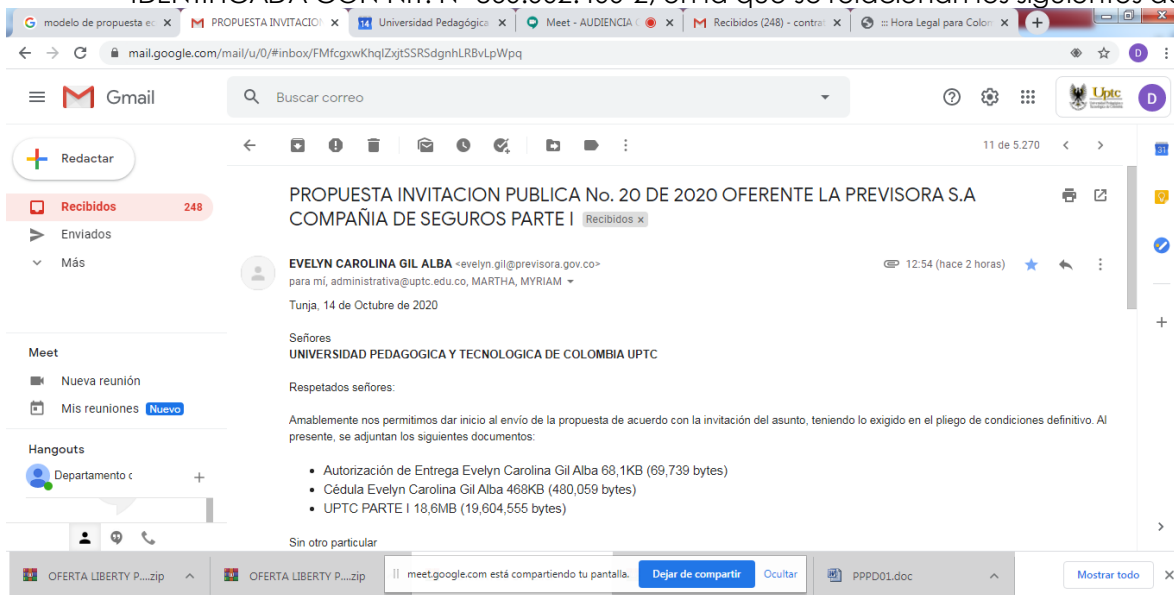 modelo de propuesta ec
PROPUESTA INVITACIO
Universidad Pedagógica
Meet - AUDIENCIA
Recibidos (248) - contrat
::: Hora Legal para Colom
mail.google.com/mail/u/0/#inbox/FMfcgxwKhqlZxjtSSRSdgnhLRBvLpWpq
D
Gmail
Buscar correo
Uptc
D
Redactar
11 de 5.270
31
Recibidos 248
Enviados
Más
PROPUESTA INVITACION PUBLICA No. 20 DE 2020 OFERENTE LA PREVISORA S.A
COMPAÑIA DE SEGUROS PARTE I Recibidos x
EVELYN CAROLINA GIL ALBA <evelyn.gil@previsora.gov.co> 12:54 (hace 2 horas)
para mí, administrativa@uptc.edu.co, MARTHA, MYRIAM
Tunja, 14 de Octubre de 2020
Señores
UNIVERSIDAD PEDAGOGICA Y TECNOLOGICA DE COLOMBIA UPTC
Respetados señores:
Amablemente nos permitimos dar inicio al envío de la propuesta de acuerdo con la invitación del asunto, teniendo lo exigido en el pliego de condiciones definitivo. Al
presente, se adjuntan los siguientes documentos:
• Autorización de Entrega Evelyn Carolina Gil Alba 68,1KB (69,739 bytes)
• Cédula Evelyn Carolina Gil Alba 468KB (480,059 bytes)
• UPTC PARTE I 18,6MB (19,604,555 bytes)
Sin otro particular
Meet
Nueva reunión
Mis reuniones Nuevo
Hangouts
Departamento c
OFERTA LIBERTY P....zip
OFERTA LIBERTY P....zip
meet.google.com está compartiendo tu pantalla.
Dejar de compartir
Ocultar
PPPD01.doc
Mostrar todo